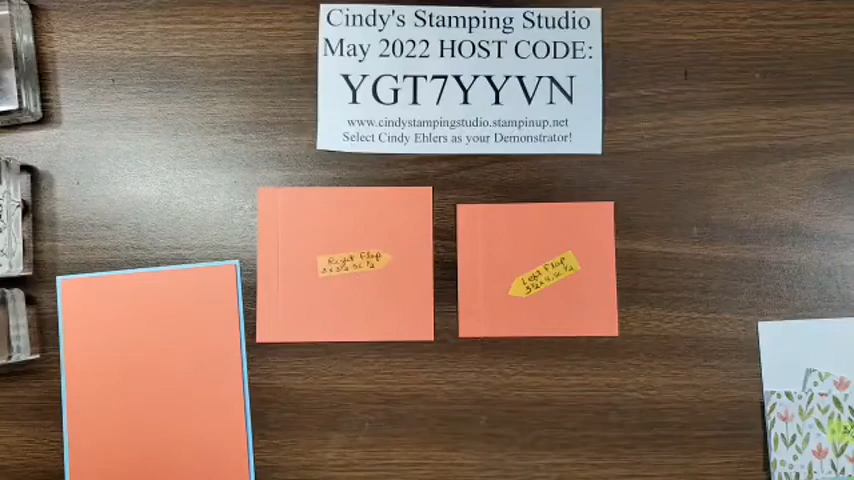 Cindy's Stamping Studio
May 2022 HOST CODE:
YGT7YYVN
www.cindystampingstudio.stampinup.net
Select Cindy Ehlers as your Demonstrator!
Right Flap
Left Flap